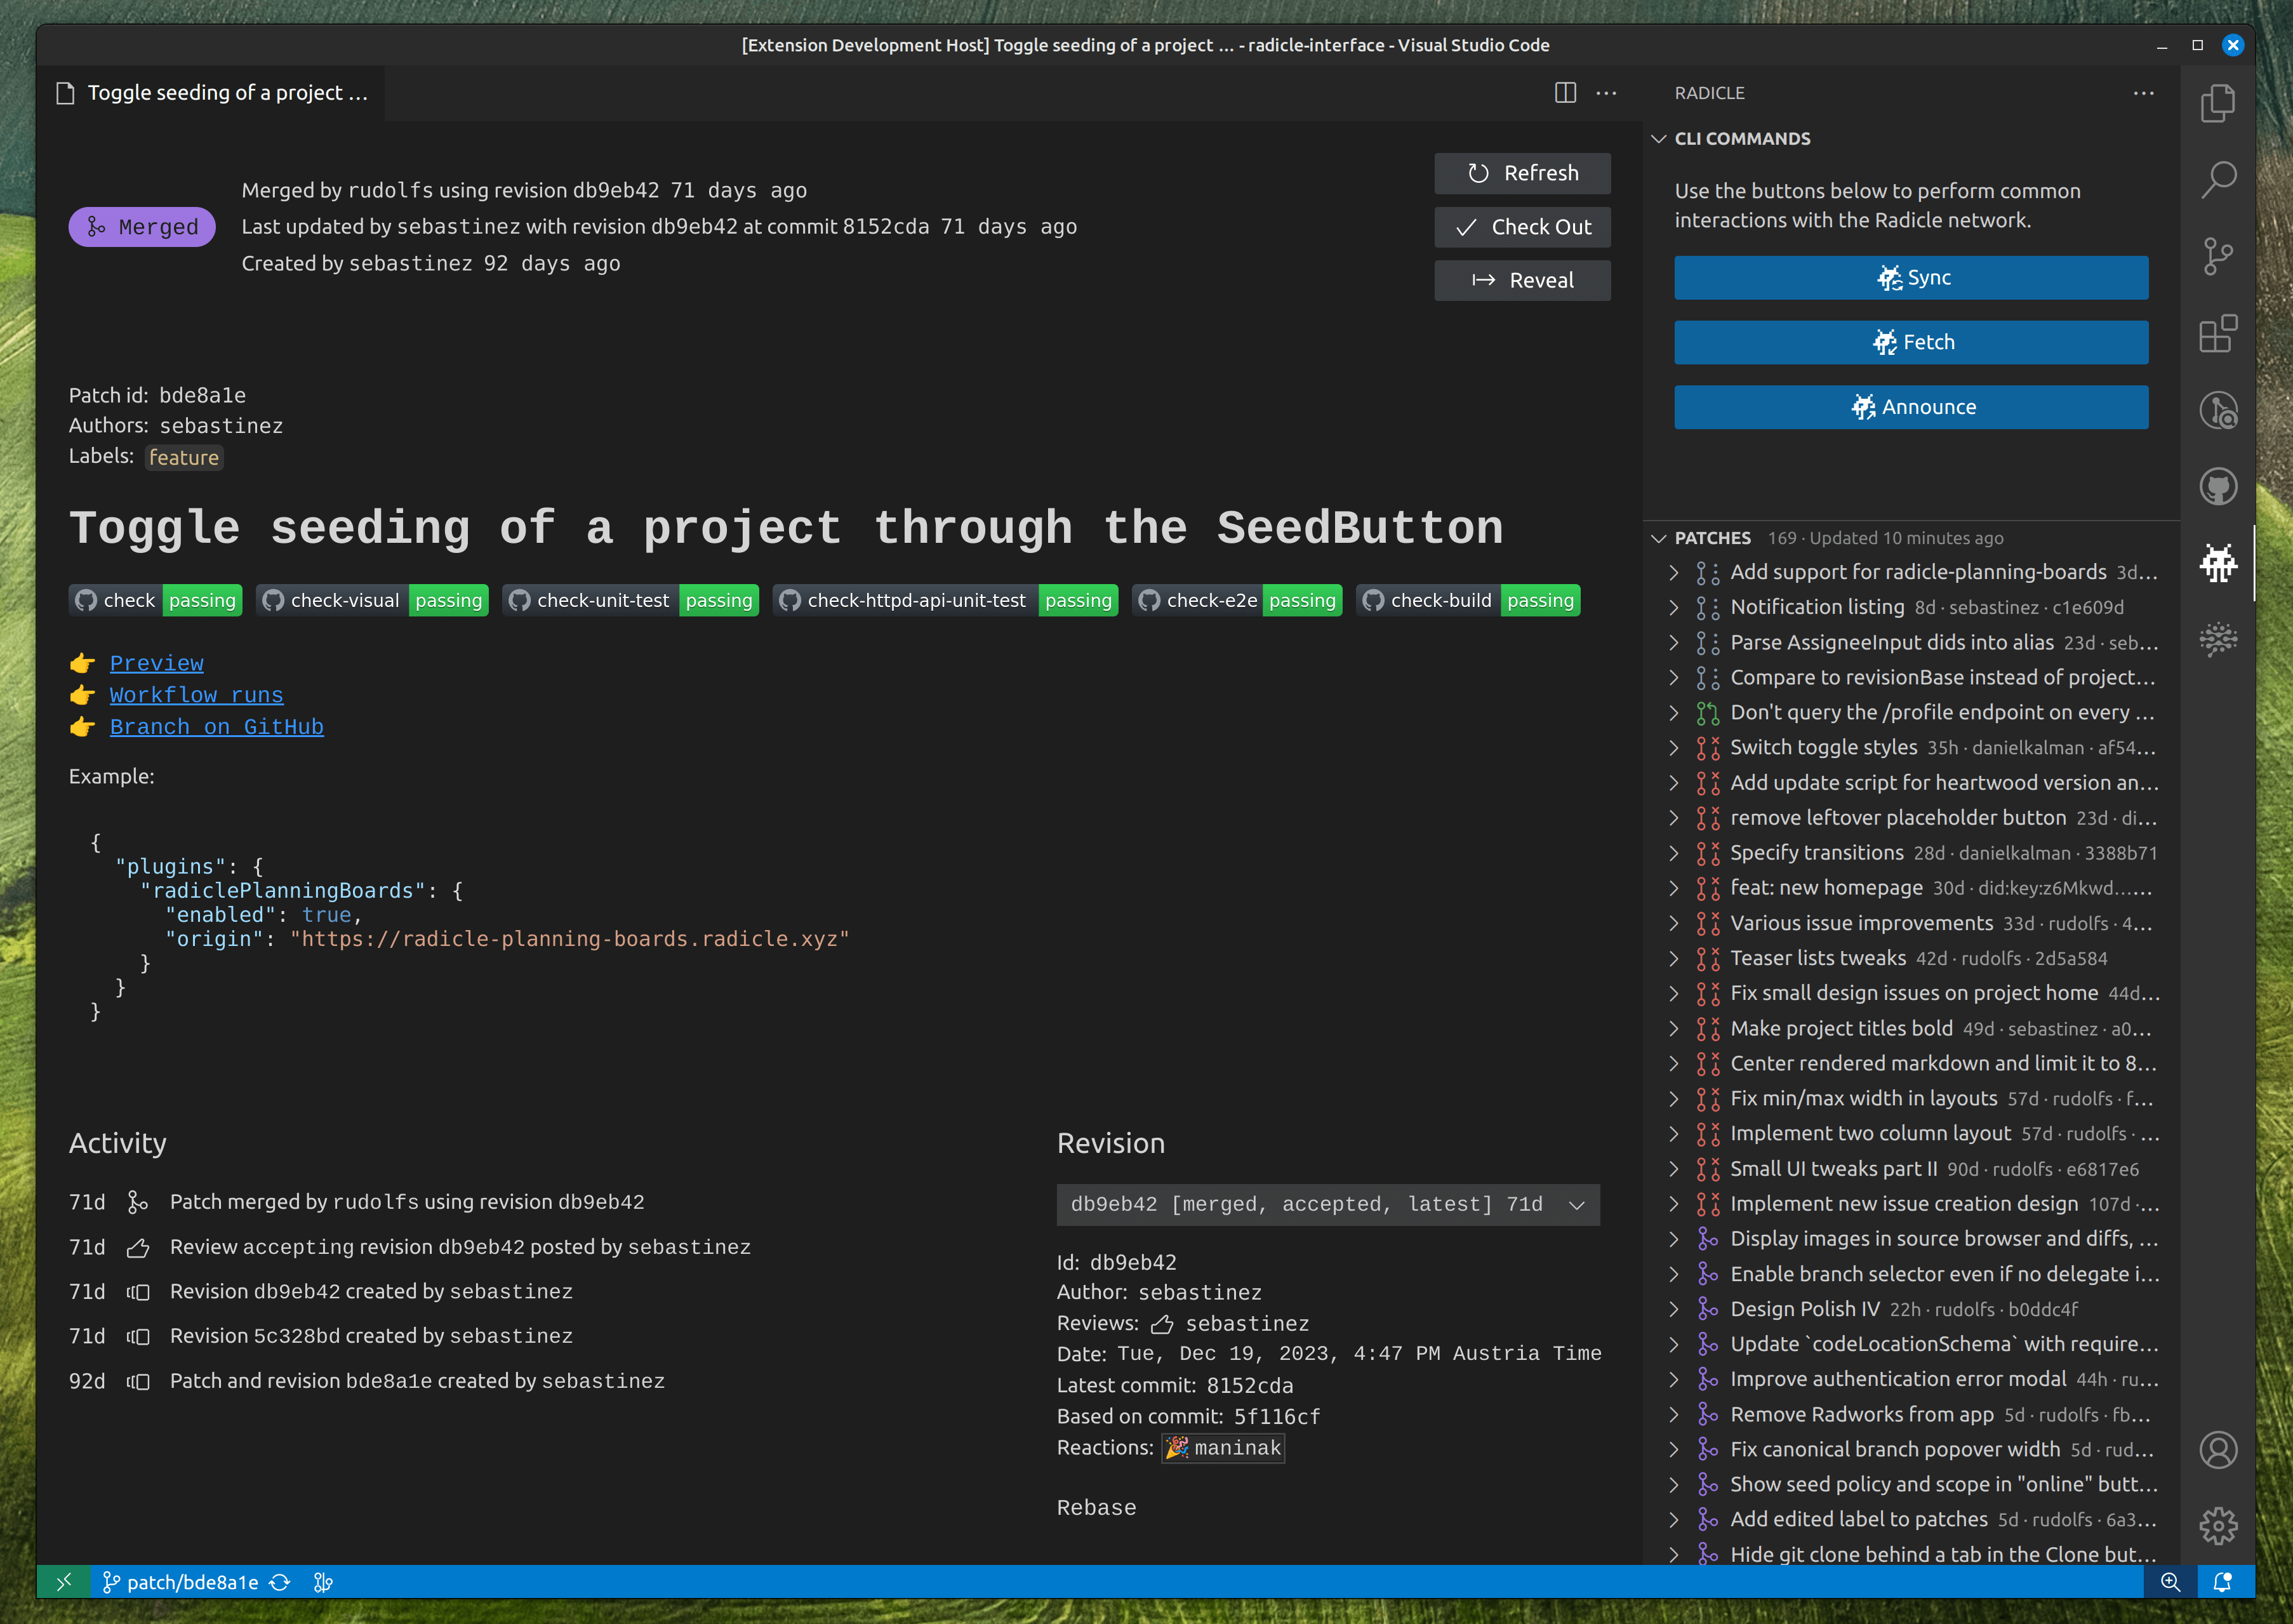 [Extension Development Host] Toggle seeding of a project ... - radicle-interface - Visual Studio Code
Toggle seeding of a project ...
Merged
Merged by rudolfs using revision db9eb42 71 days ago
Last updated by sebastinez with revision db9eb42 at commit 8152cda 71 days ago
Created by sebastinez 92 days ago
Refresh
Check Out
Reveal
Patch id: bde8a1e
Authors: sebastinez
Labels: feature
Toggle seeding of a project through the SeedButton
check passing check-visual passing check-unit-test passing check-httpd-api-unit-test passing check-e2e passing check-build passing
👉 Preview
👉 Workflow runs
👉 Branch on GitHub
Example:
{
"plugins": {
"radiclePlanningBoards": {
"enabled": true,
"origin": "https://radicle-planning-boards.radicle.xyz"
}
}
}
Activity
71d Patch merged by rudolfs using revision db9eb42
71d Review accepting revision db9eb42 posted by sebastinez
71d Revision db9eb42 created by sebastinez
71d Revision 5c328bd created by sebastinez
92d Patch and revision bde8a1e created by sebastinez
Revision
db9eb42 [merged, accepted, latest] 71d
Id: db9eb42
Author: sebastinez
Reviews: sebastinez
Date: Tue, Dec 19, 2023, 4:47 PM Austria Time
Latest commit: 8152cda
Based on commit: 5f116cf
Reactions: 🎉 maninak
Rebase
RADICLE
CLI COMMANDS
Use the buttons below to perform common
interactions with the Radicle network.
Sync
Fetch
Announce
PATCHES 169 · Updated 10 minutes ago
Add support for radicle-planning-boards 3d...
Notification listing 8d · sebastinez · c1e609d
Parse AssigneeInput dids into alias 23d · seb...
Compare to revisionBase instead of project...
Don't query the /profile endpoint on every ...
Switch toggle styles 35h · danielkalman · af54...
Add update script for heartwood version an...
remove leftover placeholder button 23d · di...
Specify transitions 28d · danielkalman · 3388b71
feat: new homepage 30d · did:key:z6Mkwd......
Various issue improvements 33d · rudolfs · 4...
Teaser lists tweaks 42d · rudolfs · 2d5a584
Fix small design issues on project home 44d...
Make project titles bold 49d · sebastinez · a0...
Center rendered markdown and limit it to 8...
Fix min/max width in layouts 57d · rudolfs · f...
Implement two column layout 57d · rudolfs · ...
Small UI tweaks part II 90d · rudolfs · e6817e6
Implement new issue creation design 107d ·...
Display images in source browser and diffs, ...
Enable branch selector even if no delegate i...
Design Polish IV 22h · rudolfs · b0ddc4f
Update `codeLocationSchema` with require...
Improve authentication error modal 44h · ru...
Remove Radworks from app 5d · rudolfs · fb...
Fix canonical branch popover width 5d · rud...
Show seed policy and scope in "online" butt...
Add edited label to patches 5d · rudolfs · 6a3...
Hide git clone behind a tab in the Clone but...
patch/bde8a1e